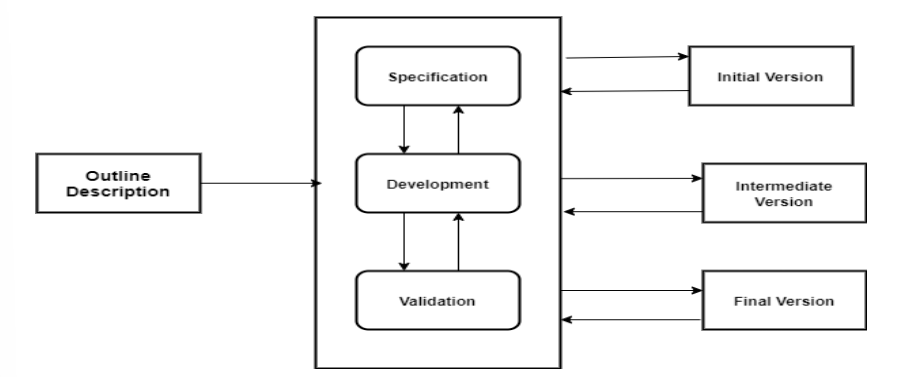 Specification
Initial Version
Outline
Description
Development
Intermediate
Version
Validation
Final Version